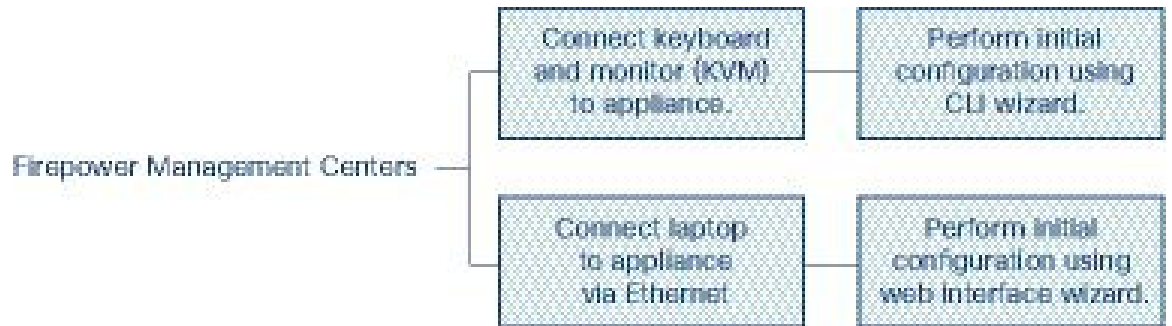 Firepower Management Centers
Connect keyboard
and monitor (KVM)
to appliance.
Perform initial
configuration using
CLI wizard.
Connect laptop
to appliance
via Ethernet
Perform initial
configuration using
web interface wizard.